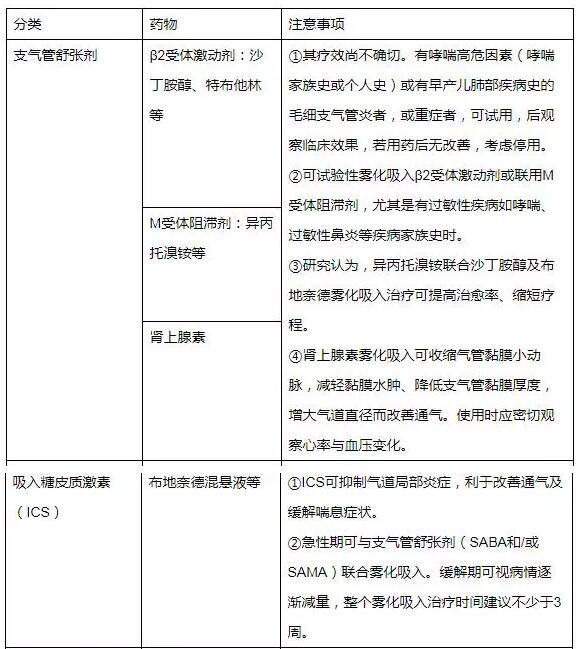 分类
药物
注意事项
支气管舒张剂
β2受体激动剂：沙
丁胺醇、特布他林
等
M受体阻滞剂：异丙
托溴铵等
肾上腺素
①其疗效尚不确切。有哮喘高危因素（哮喘
家族史或个人史）或有早产儿肺部疾病史的
毛细支气管炎者，或重症者，可试用，后观
察临床效果，若用药后无改善，考虑停用。
②可试验性雾化吸入β2受体激动剂或联用M
受体阻滞剂，尤其是有过敏性疾病如哮喘、
过敏性鼻炎等疾病家族史时。
③研究认为，异丙托溴铵联合沙丁胺醇及布
地奈德雾化吸入治疗可提高治愈率、缩短疗
程。
④肾上腺素雾化吸入可收缩气管黏膜小动
脉，减轻黏膜水肿、降低支气管黏膜厚度，
增大气道直径而改善通气。使用时应密切观
察心率与血压变化。
吸入糖皮质激素
（ICS）
布地奈德混悬液等
①ICS可抑制气道局部炎症，利于改善通气及
缓解喘息症状。
②急性期可与支气管舒张剂（SABA和/或
SAMA）联合雾化吸入。缓解期可视病情逐
渐减量，整个雾化吸入治疗时间建议不少于3
周。